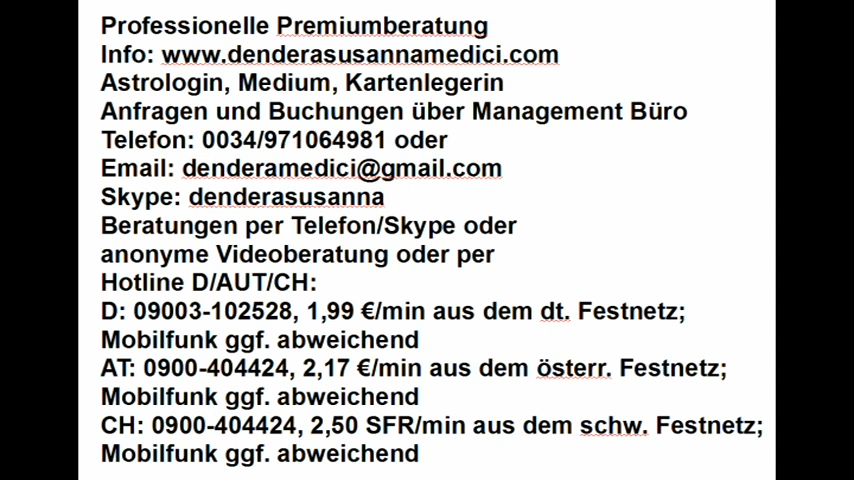 Professionelle Premiumberatung
Info: www.denderasusannamedici.com
Astrologin, Medium, Kartenlegerin
Anfragen und Buchungen über Management Büro
Telefon: 0034/971064981 oder
Email: denderamedici@gmail.com
Skype: denderasusanna
Beratungen per Telefon/Skype oder
anonyme Videoberatung oder per
Hotline D/AUT/CH:
D: 09003-102528, 1,99 €/min aus dem dt. Festnetz;
Mobilfunk ggf. abweichend
AT: 0900-404424, 2,17 €/min aus dem österr. Festnetz;
Mobilfunk ggf. abweichend
CH: 0900-404424, 2,50 SFR/min aus dem schw. Festnetz;
Mobilfunk ggf. abweichend